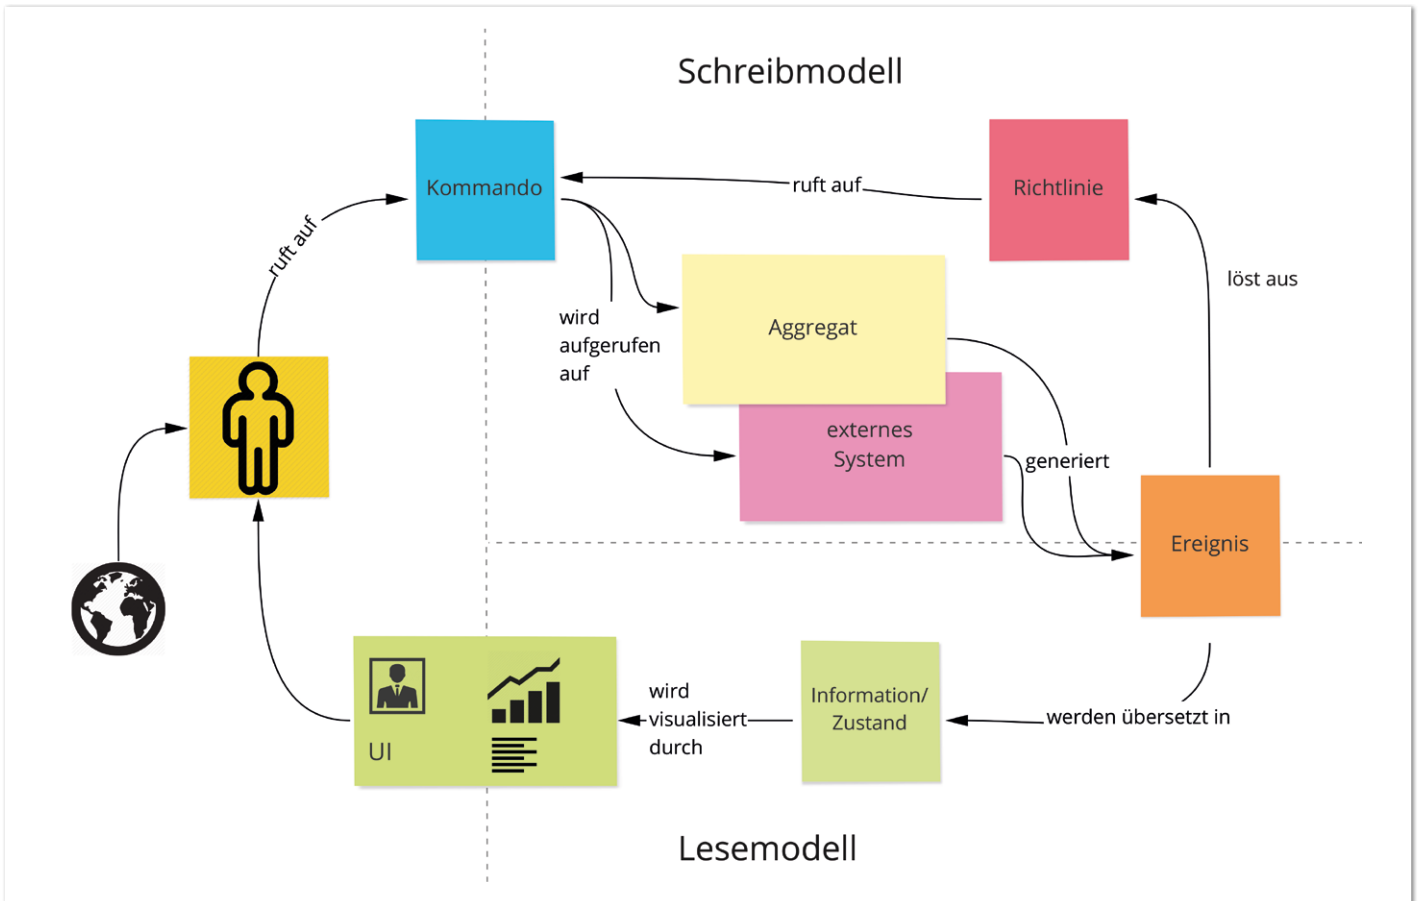 Schreibmodell
Kommando
ruft auf
Richtlinie
ruft auf
löst aus
wird
aufgerufen
auf
Aggregat
externes
System
generiert
Ereignis
wird
visualisiert
durch
Information/
Zustand
werden übersetzt in
UI
Lesemodell